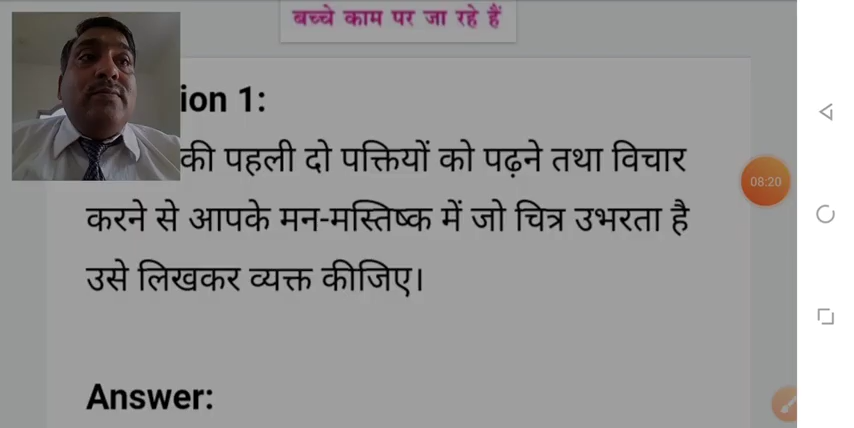 बच्चे काम पर जा रहे हैं
ion 1:
की पहली दो पक्तियों को पढ़ने तथा विचार
करने से आपके मन-मस्तिष्क में जो चित्र उभरता है
08:20
उसे लिखकर व्यक्त कीजिए।
Answer: